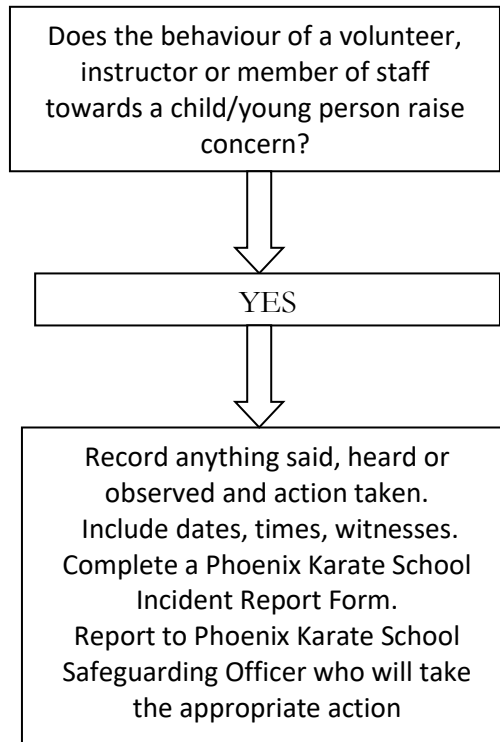 Does the behaviour of a volunteer,
instructor or member of staff
towards a child/young person raise
concern?
YES
Record anything said, heard or
observed and action taken.
Include dates, times, witnesses.
Complete a Phoenix Karate School
Incident Report Form.
Report to Phoenix Karate School
Safeguarding Officer who will take
the appropriate action